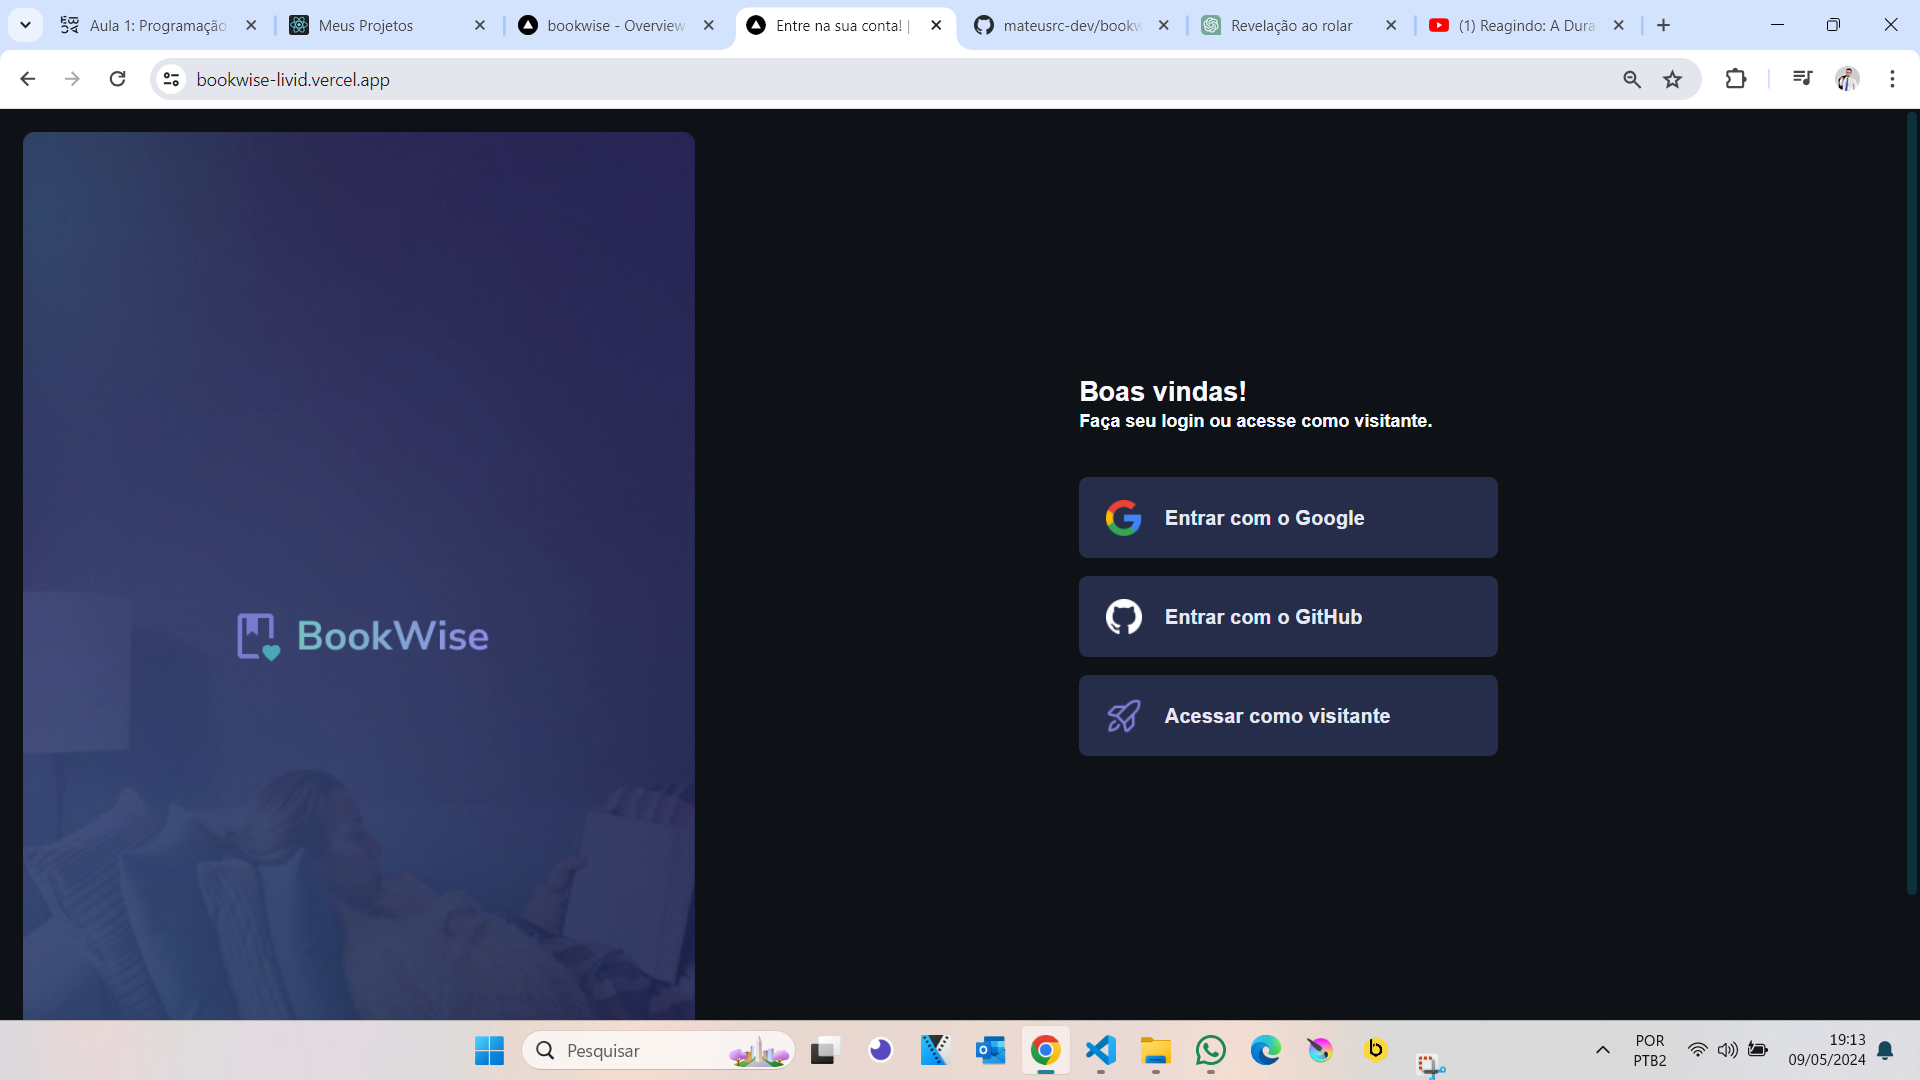 Aula 1: Programação
Meus Projetos
bookwise - Overview
Entre na sua conta! |
mateusrc-dev/bookw
Revelação ao rolar
(1) Reagindo: A Dura
bookwise-livid.vercel.app
BookWise
Boas vindas!
Faça seu login ou acesse como visitante.
Entrar com o Google
Entrar com o GitHub
Acessar como visitante
Pesquisar
POR
PTB2
19:13
09/05/2024